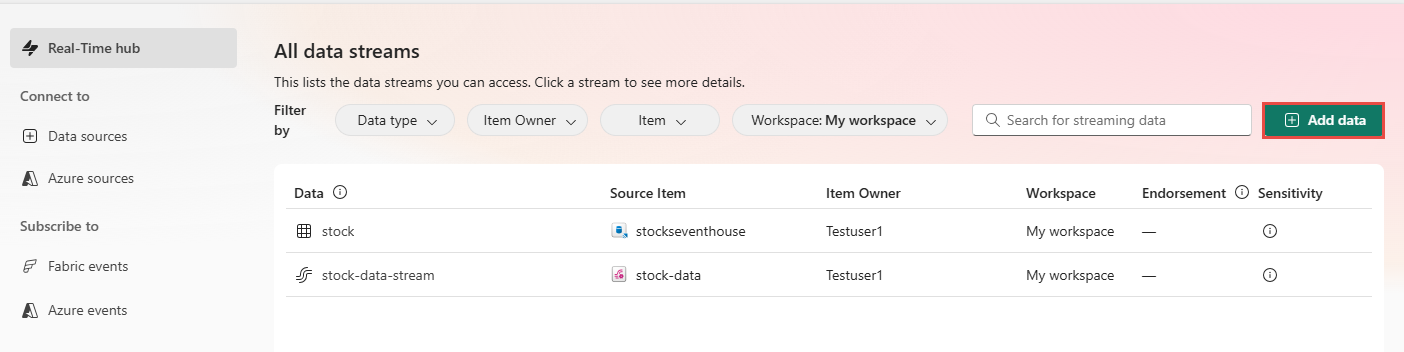 Real-Time hub
Connect to
Data sources
Azure sources
Subscribe to
Fabric events
Azure events
All data streams
This lists the data streams you can access. Click a stream to see more details.
Filter by
Data type
Item Owner
Item
Workspace: My workspace
Search for streaming data
Add data
Data Source Item Item Owner Workspace Endorsement Sensitivity
stock stockseventhouse Testuser1 My workspace —
stock-data-stream stock-data Testuser1 My workspace —